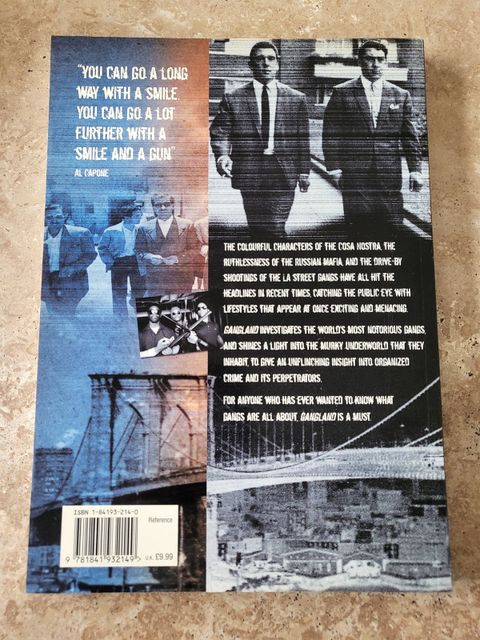 "YOU CAN GO A LONG
WAY WITH A SMILE.
YOU CAN GO A LOT
FURTHER WITH A
SMILE AND A GUN"
AL CAPONE
THE COLOURFUL CHARACTERS OF THE COSA NOSTRA, THE
RUTHLESSNESS OF THE RUSSIAN MAFIA, AND THE DRIVE-BY
SHOOTINGS OF THE LA STREET GANGS HAVE ALL HIT THE
HEADLINES IN RECENT TIMES, CATCHING THE PUBLIC EYE WITH
LIFESTYLES THAT APPEAR AT ONCE EXCITING AND MENACING.
GANGLAND INVESTIGATES THE WORLD'S MOST NOTORIOUS GANGS,
AND SHINES A LIGHT INTO THE MURKY UNDERWORLD THAT THEY
INHABIT, TO GIVE AN UNFLINCHING INSIGHT INTO ORGANIZED
CRIME AND ITS PERPETRATORS.
FOR ANYONE WHO HAS EVER WANTED TO KNOW WHAT
GANGS ARE ALL ABOUT, GANGLAND IS A MUST.
ISBN 1-84193-214-0
Reference
9 781841 932149
U.K. £9.99